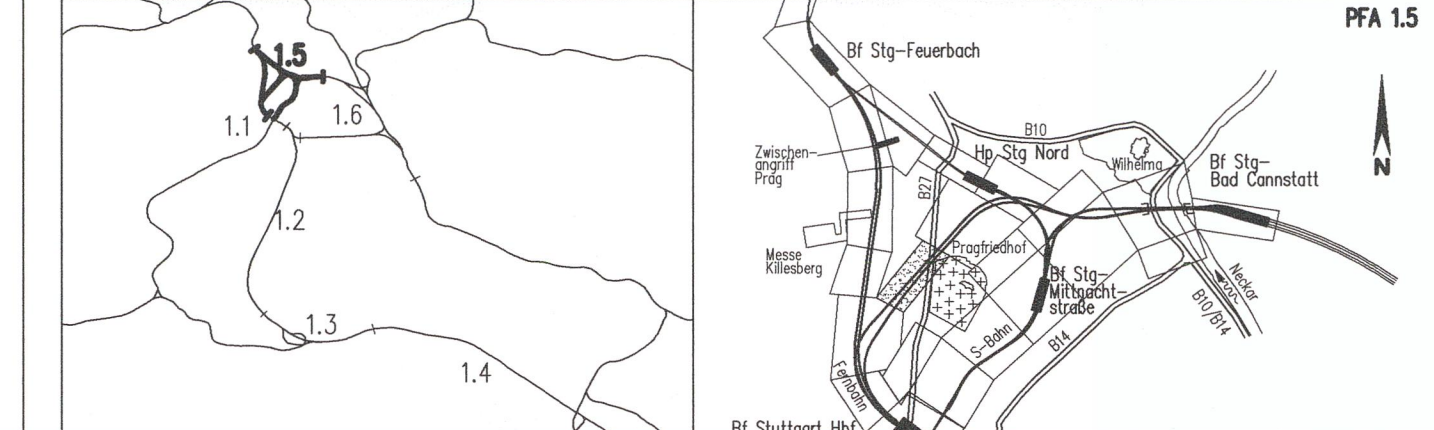 1.5
1.6
1.1
1.2
1.3
1.4
PFA 1.5
Bf Stg-Feuerbach
B10
Zwischen-
angriff
Prag
Hp Stg Nord
Wilhelma
Bf Stg-
Bad Cannstatt
N
B27
Messe
Killesberg
Pragfriedhof
Bf Stg-
Mittnacht-
straße
Neckar
B10/B14
S-Bahn
B14
Fernbahn
Bf Stuttgart Hbf